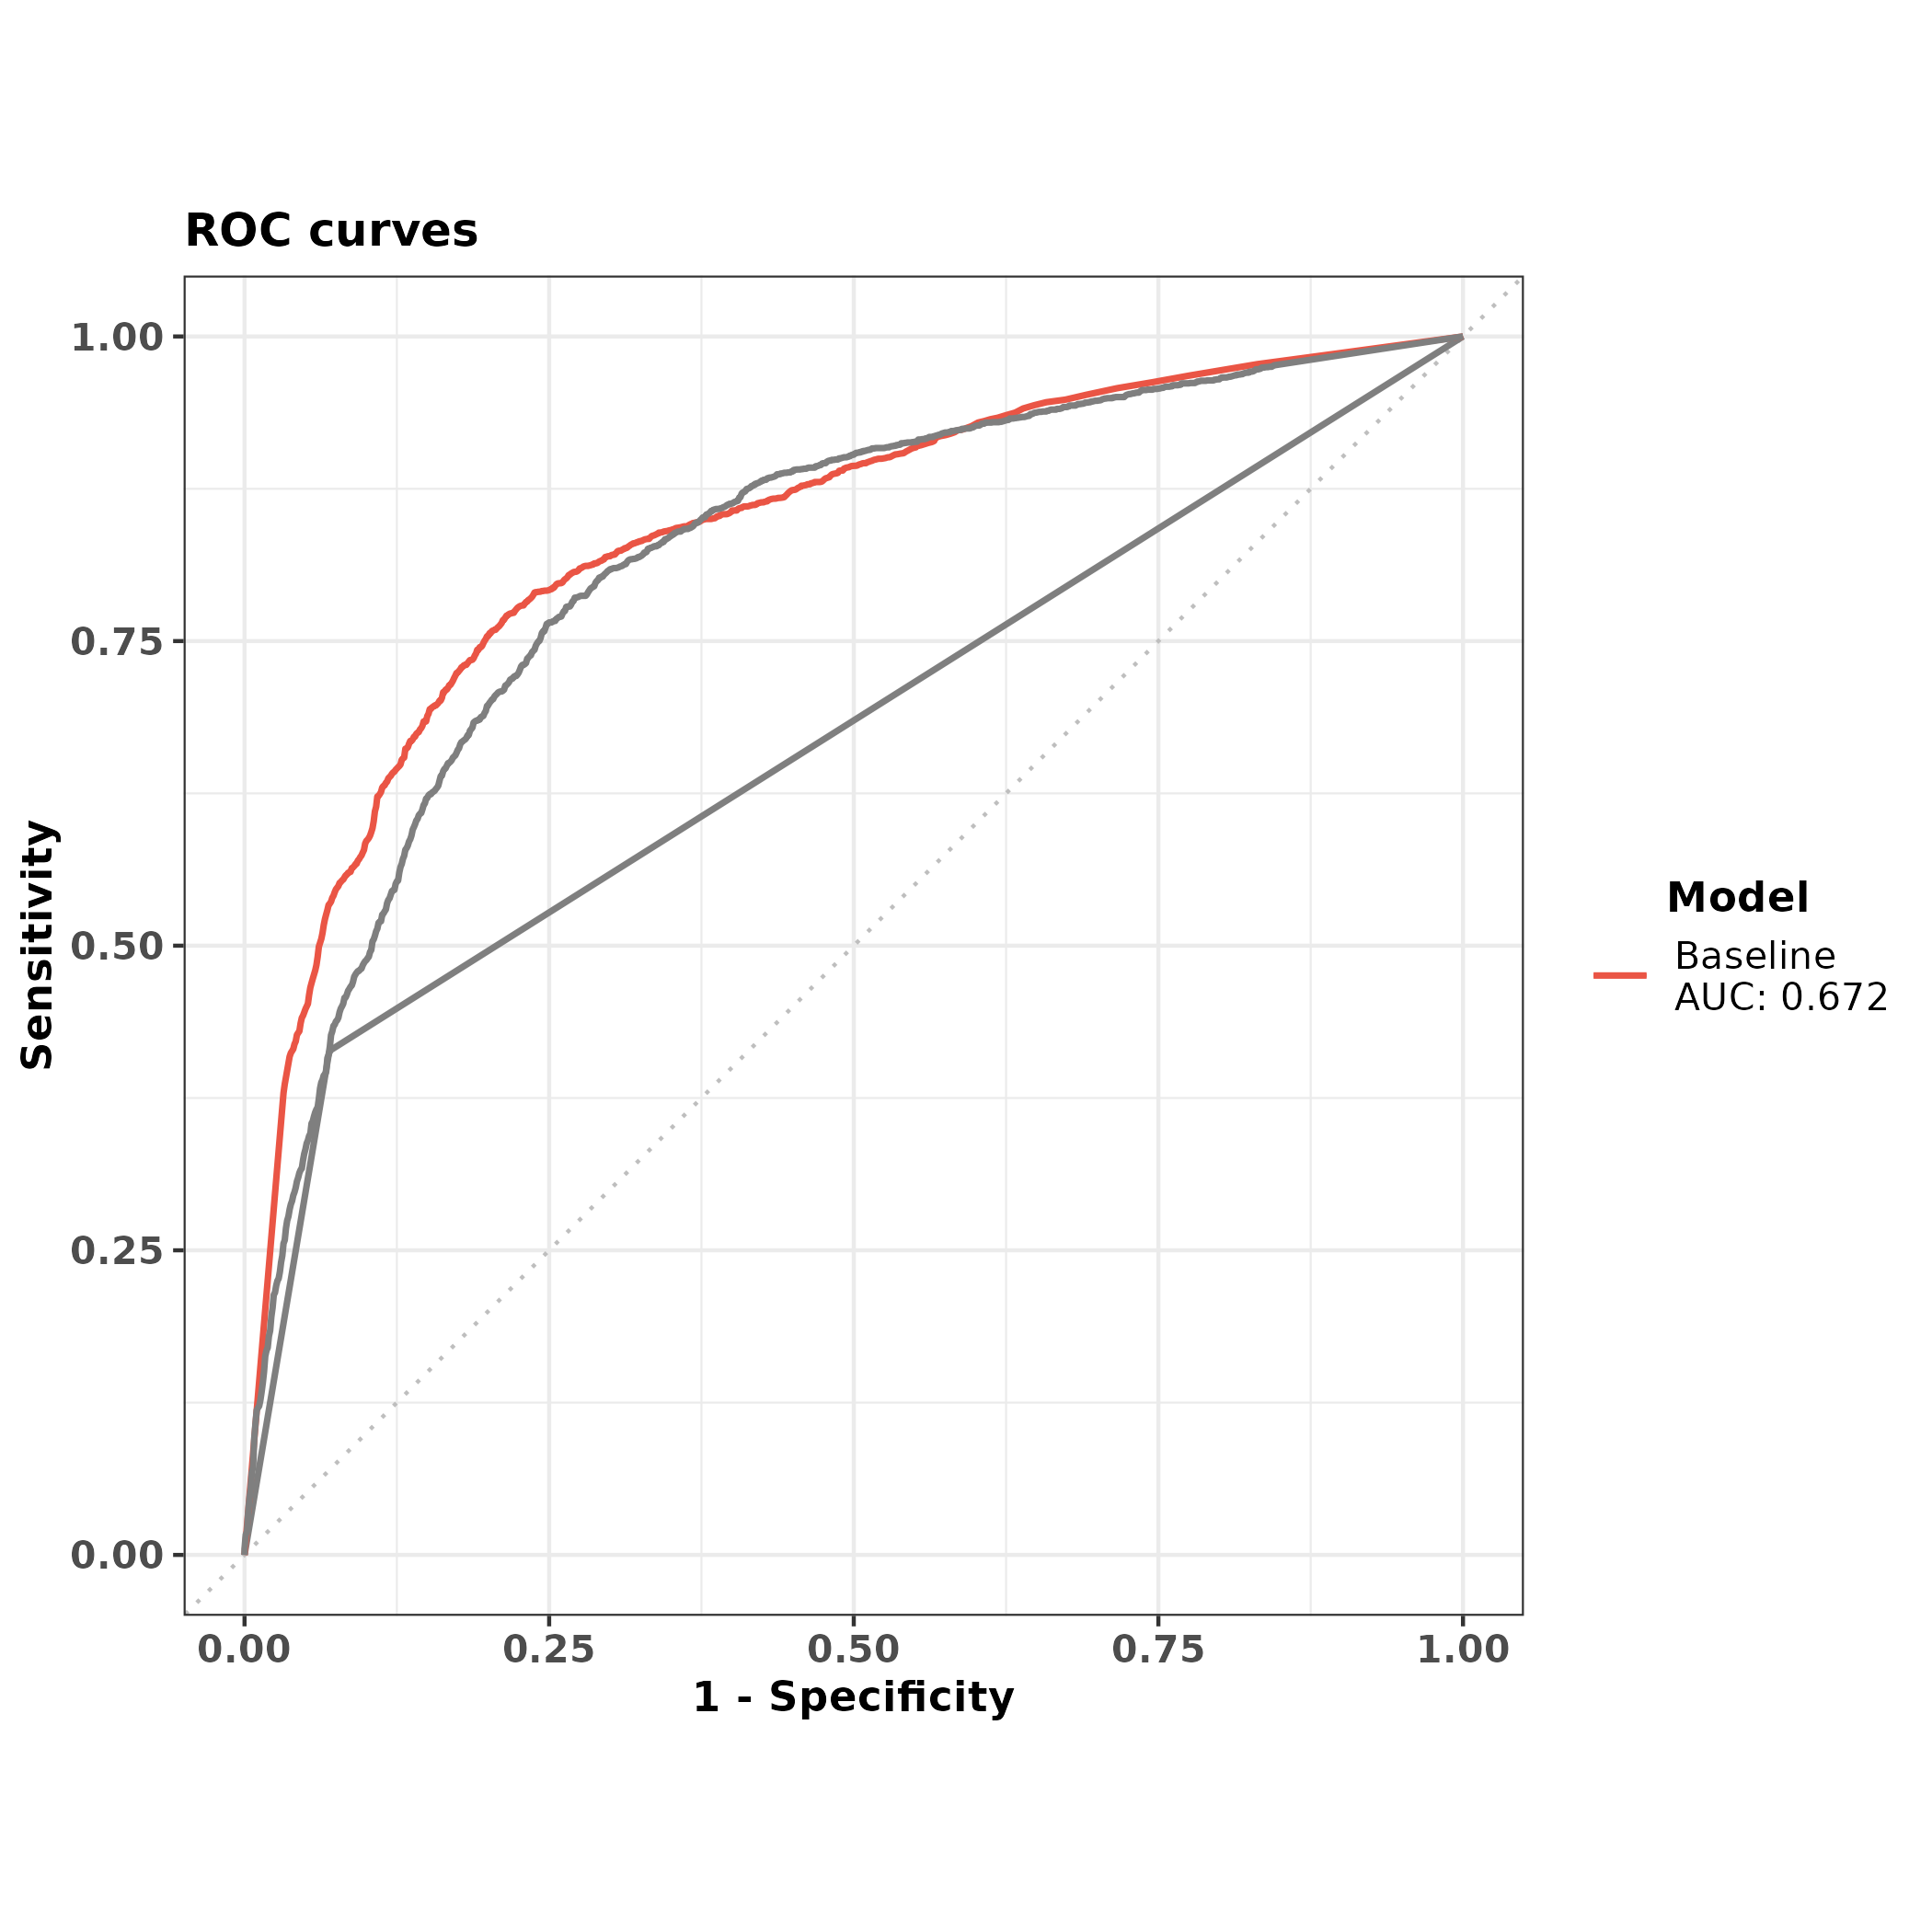 ROC curves
1.00
0.75
0.50
0.25
0.00
Sensitivity
0.00 0.25 0.50 0.75 1.00
1 - Specificity
Model
Baseline
AUC: 0.672